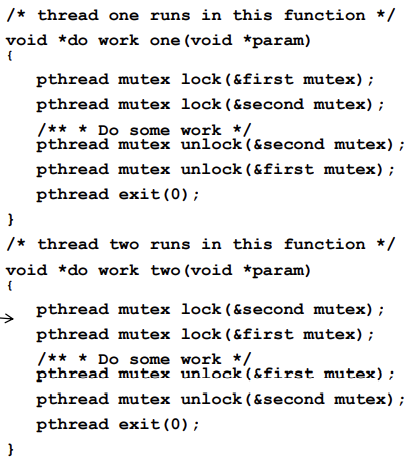 /* thread one runs in this function */
void *do work one(void *param)
{
pthread mutex lock(&first mutex);
pthread mutex lock(&second mutex);
/** * Do some work */
pthread mutex unlock(&second mutex);
pthread mutex unlock(&first mutex);
pthread exit(0);
}
/* thread two runs in this function */
void *do work two(void *param)
{
pthread mutex lock(&second mutex);
pthread mutex lock(&first mutex);
/** * Do some work */
pthread mutex unlock(&first mutex);
pthread mutex unlock(&second mutex);
pthread exit(0);
}